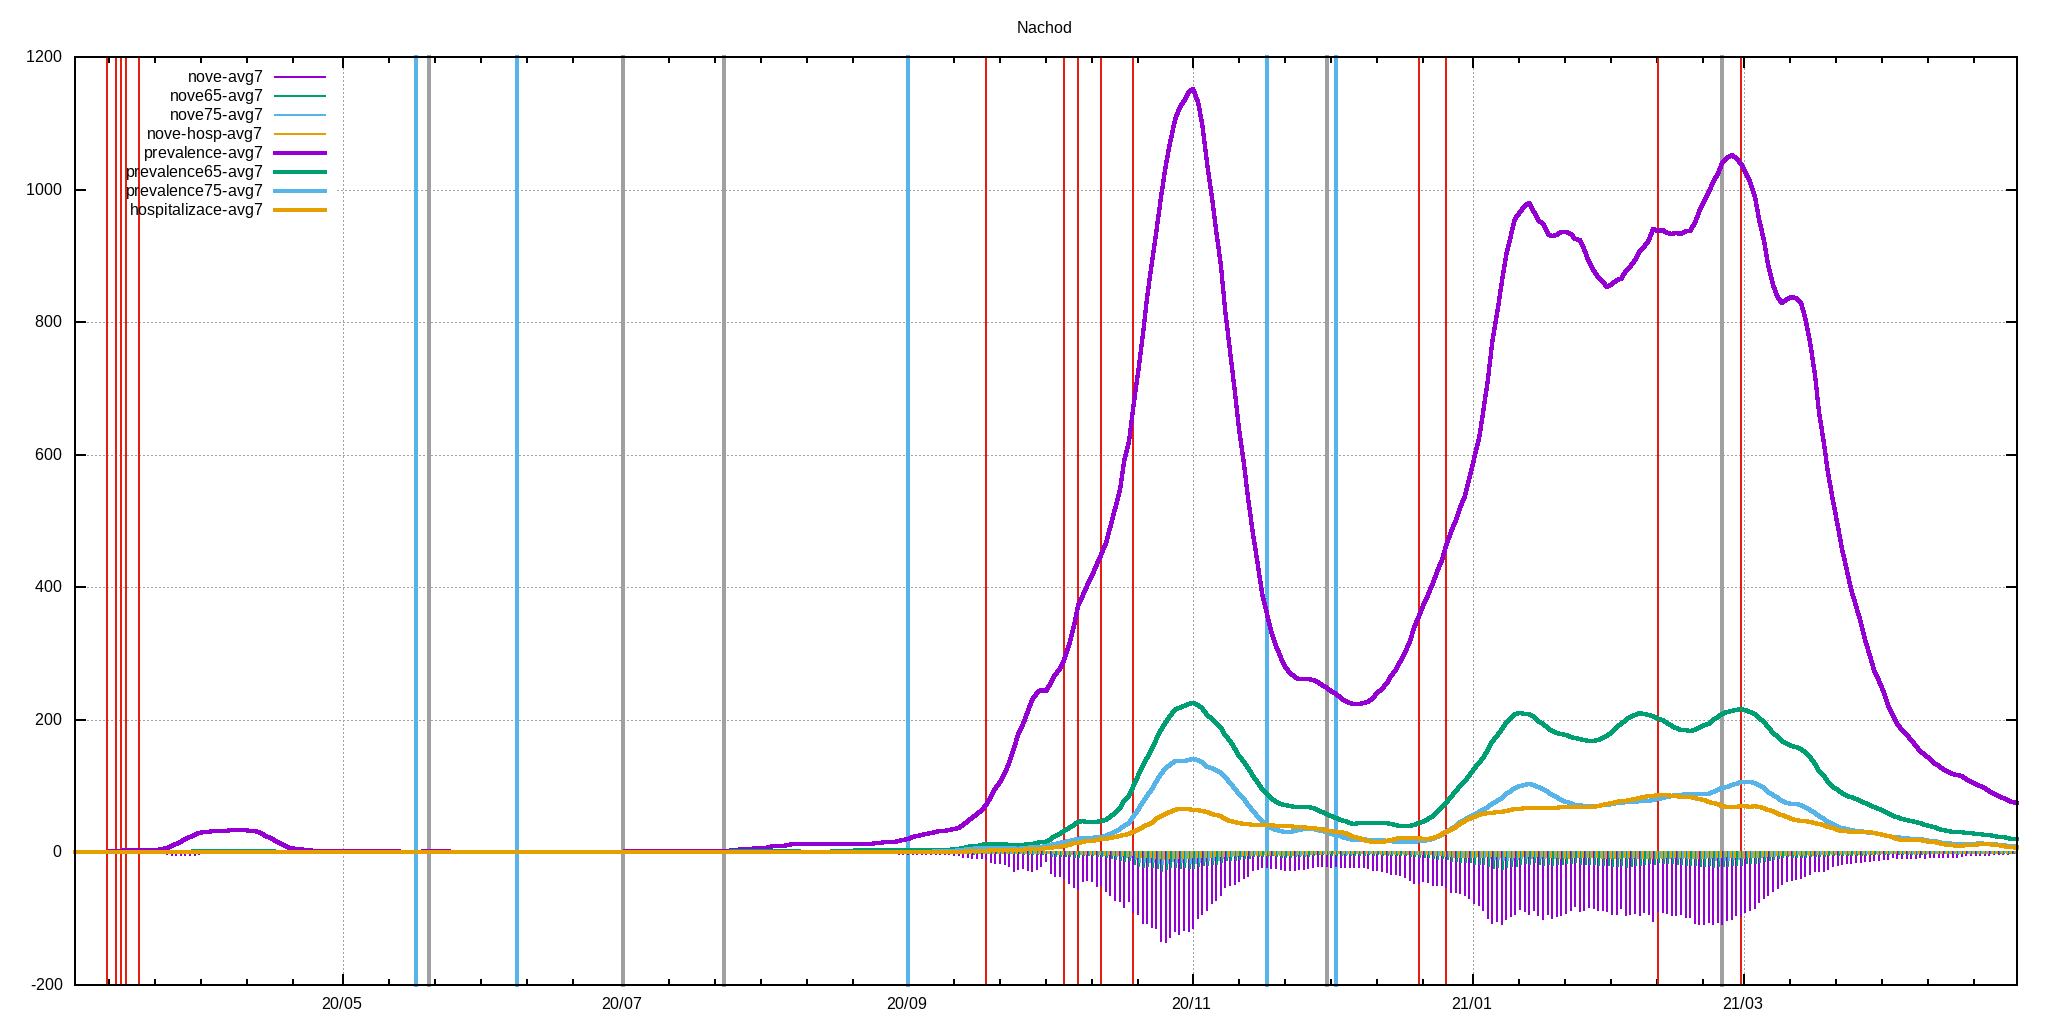 Nachod
1200
1000
800
600
400
200
0
-200
nove-avg7
nove65-avg7
nove75-avg7
nove-hosp-avg7
prevalence-avg7
prevalence65-avg7
prevalence75-avg7
hospitalizace-avg7
20/05 20/07 20/09 20/11 21/01 21/03